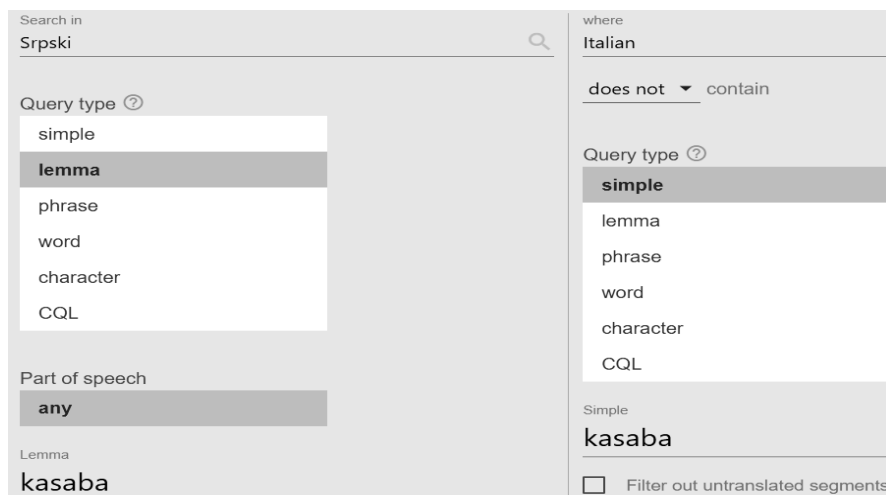 Search in
Srpski
Query type
simple
lemma
phrase
word
character
CQL
Part of speech
any
Lemma
kasaba
where
Italian
does not contain
Query type
simple
lemma
phrase
word
character
CQL
Simple
kasaba
Filter out untranslated segments